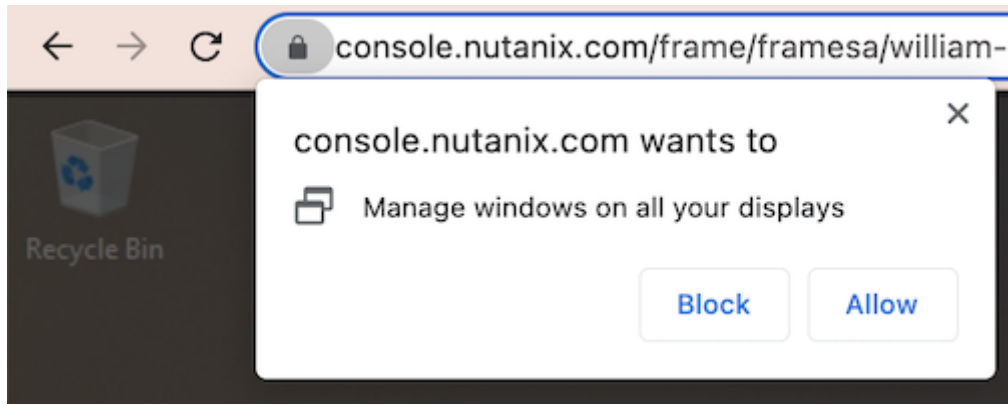 console.nutanix.com/frame/framesa/william-
console.nutanix.com wants to
Manage windows on all your displays
Recycle Bin
Block
Allow